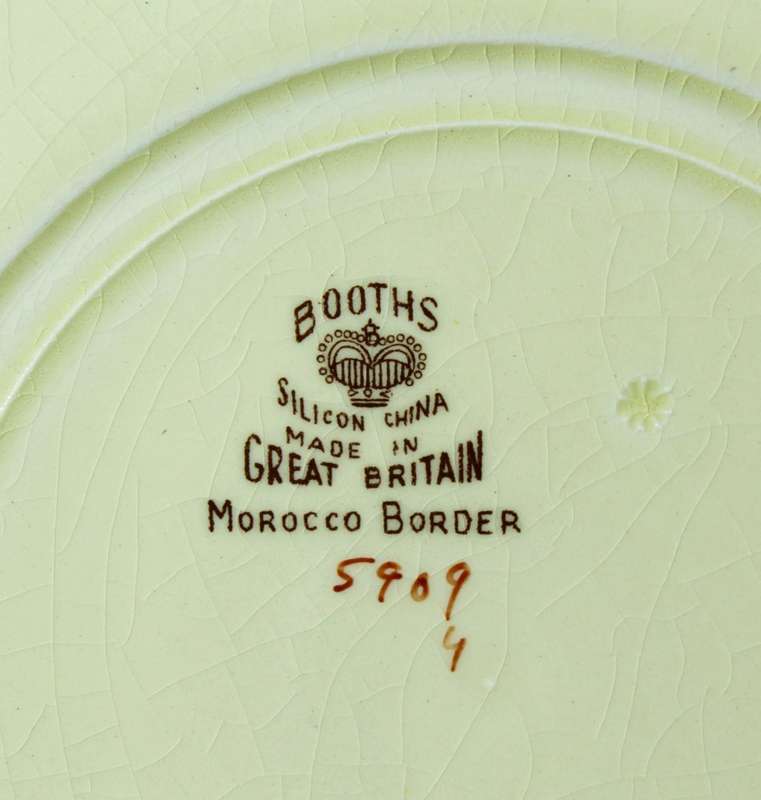 BOOTHS
B
SILICON CHINA
MADE IN
GREAT BRITAIN
MOROCCO BORDER
5909
4